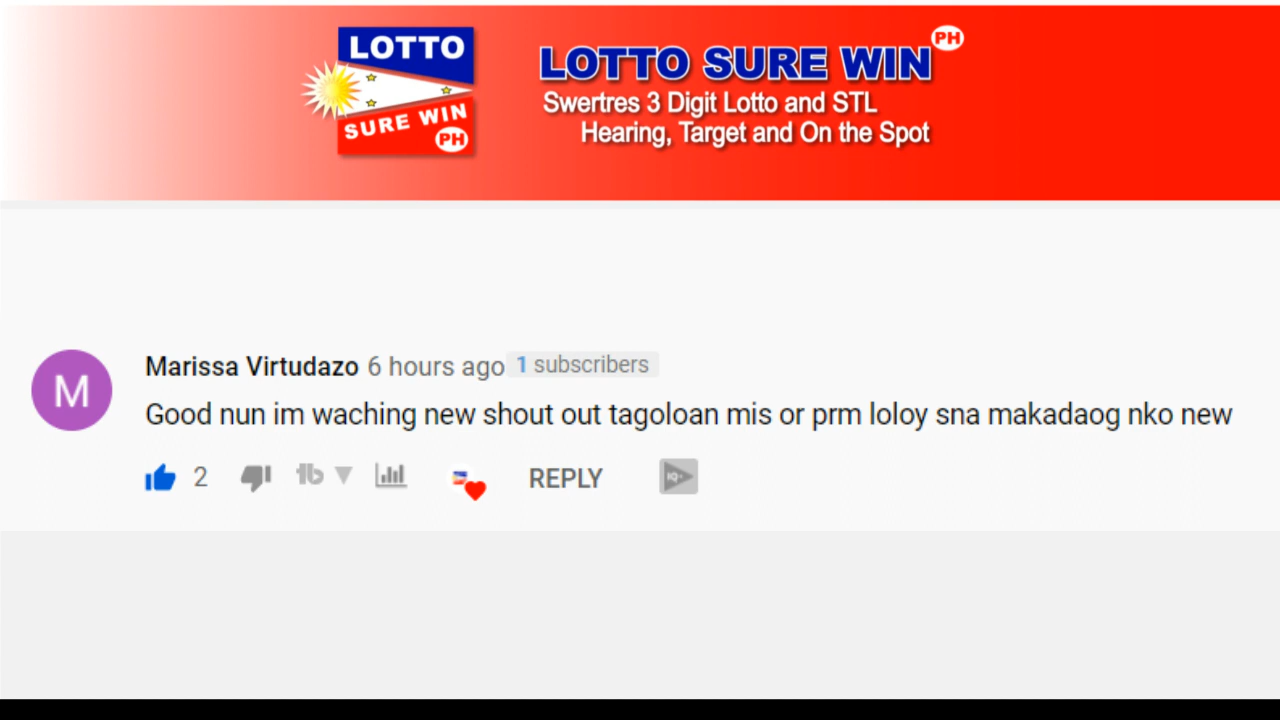 LOTTO
SURE WIN
PH
LOTTO SURE WIN PH
Swertres 3 Digit Lotto and STL
Hearing, Target and On the Spot
M
Marissa Virtudazo 6 hours ago 1 subscribers
Good nun im waching new shout out tagoloan mis or prm loloy sna makadaog nko new
2 REPLY